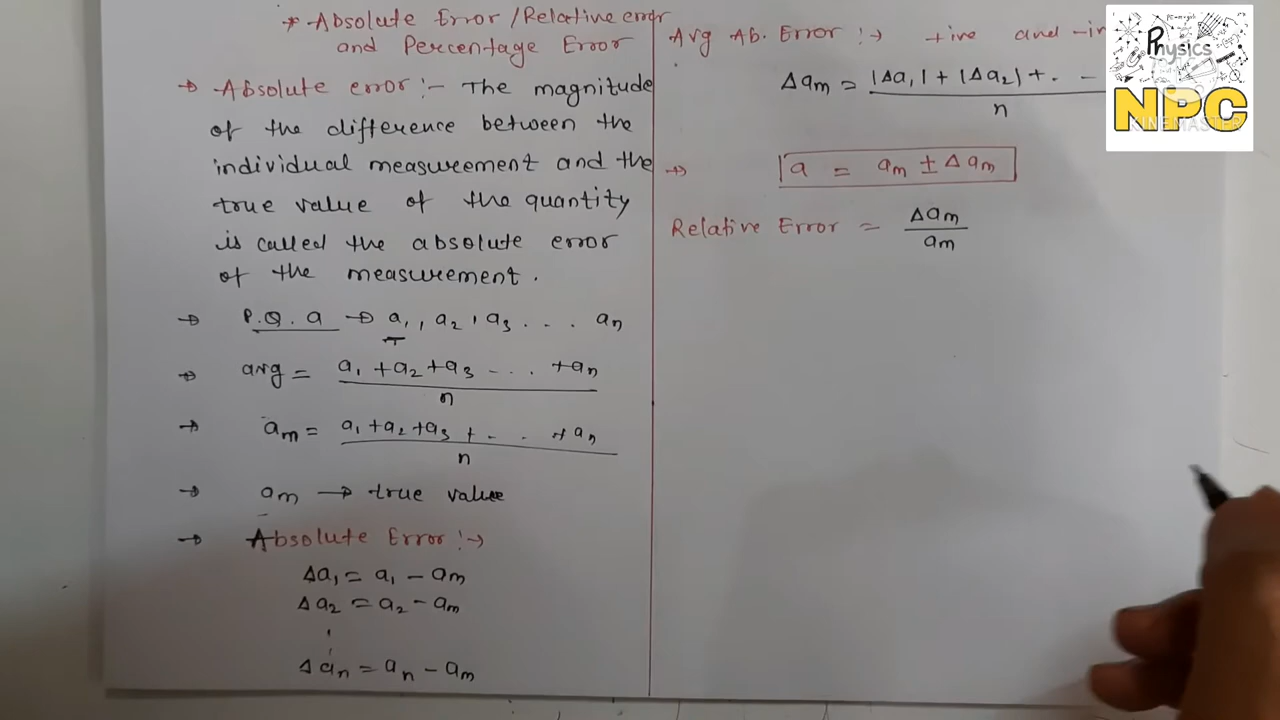 * Absolute Error / Relative error
and Percentage Error
→ Absolute error :- The magnitude
of the difference between the
individual measurement and the
true value of the quantity
is called the absolute error
of the measurement.
→ P.Q. a → a₁, a₂, a₃ . . . aₙ
→ avg = a₁ + a₂ + a₃ - . . . + aₙ / n
→ aₘ = a₁ + a₂ + a₃ + - . . + aₙ / n
→ aₘ → true value
→ Absolute Error :→
Δa₁ = a₁ - aₘ
Δa₂ = a₂ - aₘ
⋮
Δaₙ = aₙ - aₘ
Avg Ab. Error :→ +ive and -in
Δaₘ = |Δa₁| + |Δa₂| + . - / n
→ a = aₘ ± Δaₘ
Relative Error = Δaₘ / aₘ
Physics
NPC
KINEMASTER